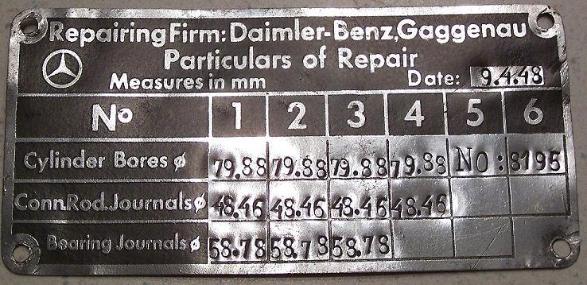 Repairing Firm: Daimler-Benz, Gaggenau
Particulars of Repair
Measures in mm Date: 9.4.48
No 1 2 3 4 5 6
Cylinder Bores ø 79.88 79.88 79.88 79.88 NO: 8195
Conn.Rod.Journals ø 48.46 48.46 48.46 48.46
Bearing Journals ø 58.78 58.78 58.78